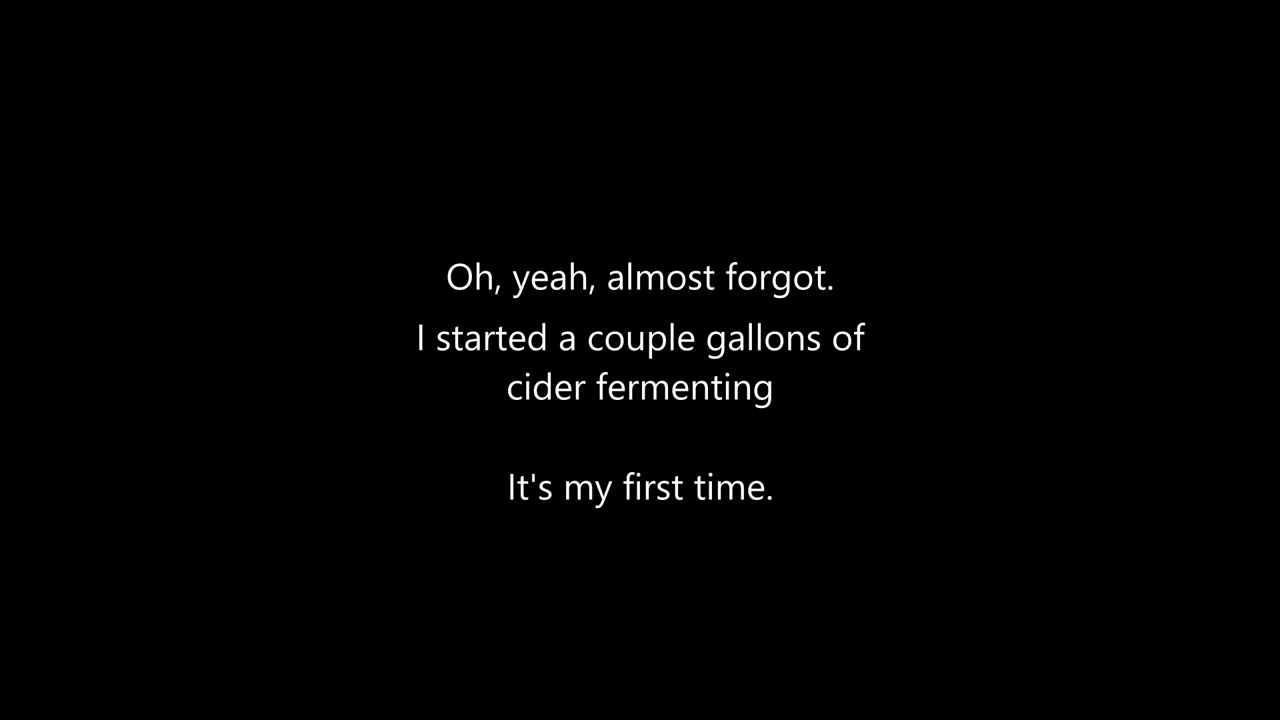 Oh, yeah, almost forgot.
I started a couple gallons of
cider fermenting
It's my first time.